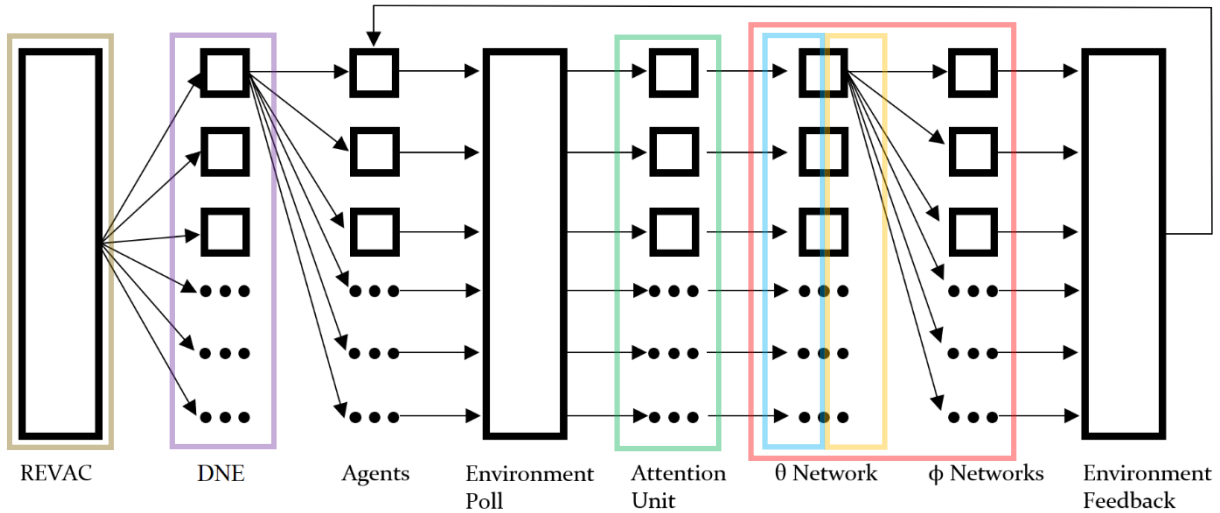 REVAC
DNE
Agents
Environment
Poll
Attention
Unit
θ Network
ϕ Networks
Environment
Feedback